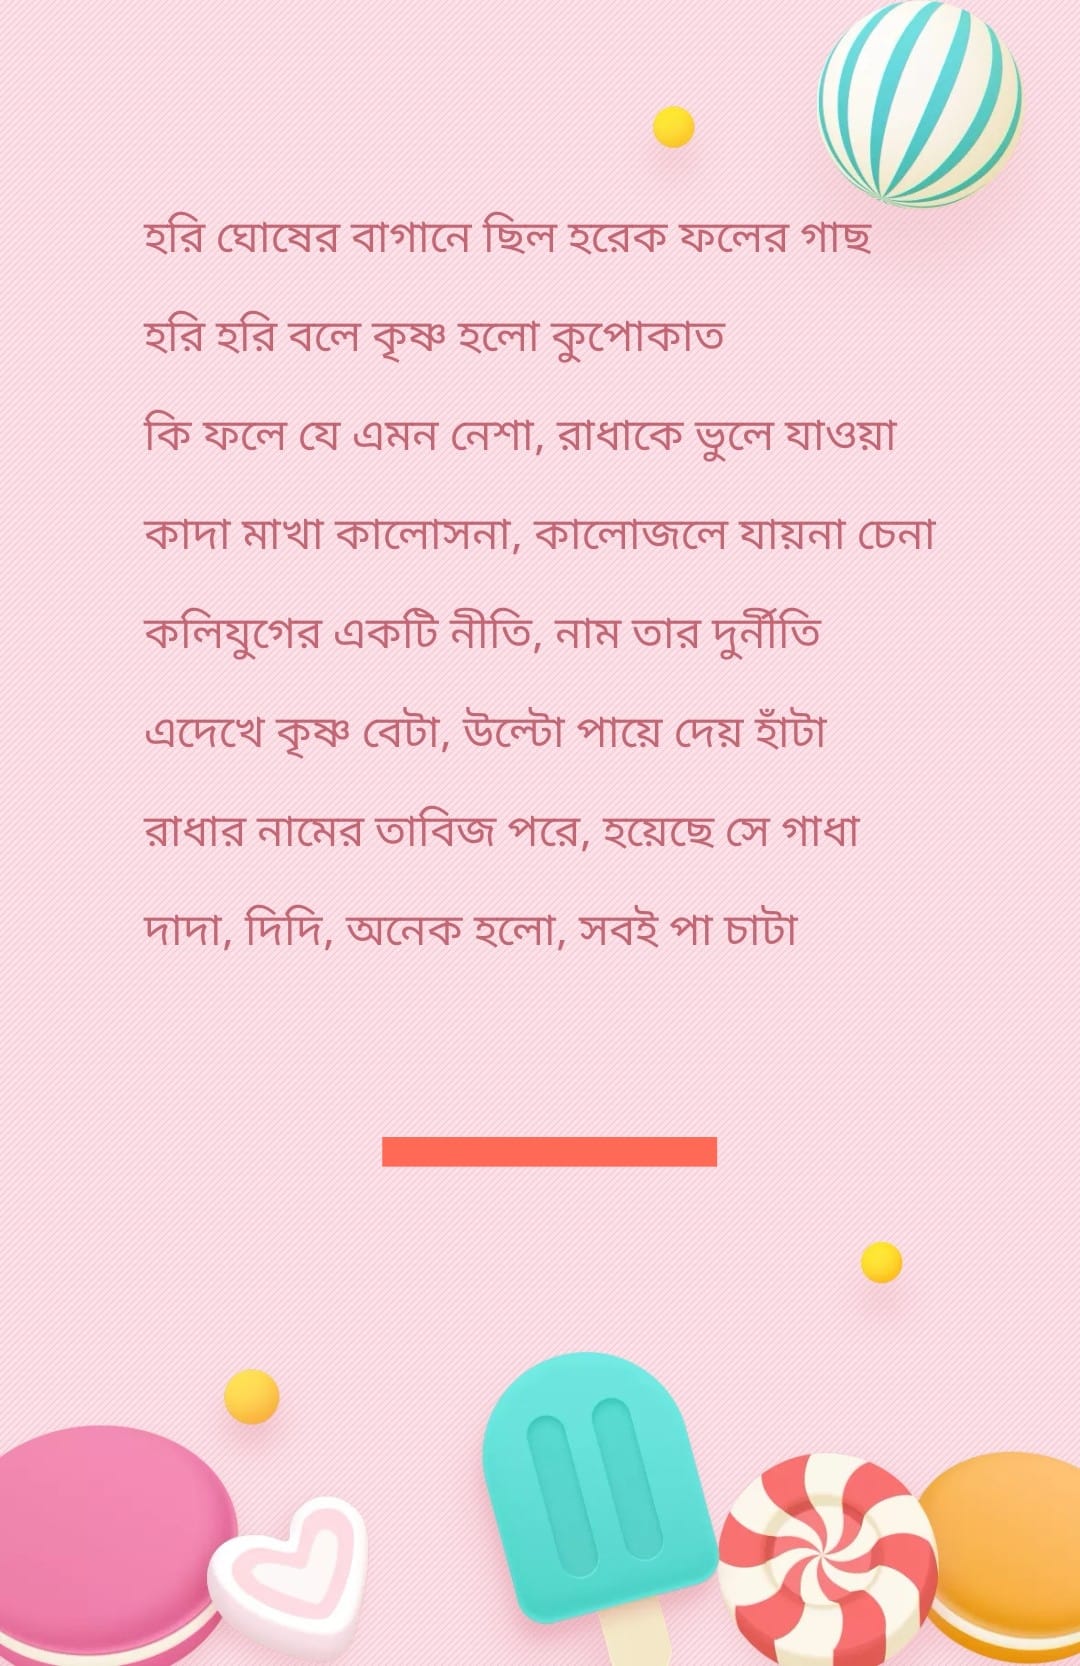 হরি ঘোষের বাগানে ছিল হরেক ফলের গাছ
হরি হরি বলে কৃষ্ণ হলো কুপোকাত
কি ফলে যে এমন নেশা, রাধাকে ভুলে যাওয়া
কাদা মাখা কালোসনা, কালোজলে যায়না চেনা
কলিযুগের একটি নীতি, নাম তার দুর্নীতি
এদেখে কৃষ্ণ বেটা, উল্টো পায়ে দেয় হাঁটা
রাধার নামের তাবিজ পরে, হয়েছে সে গাধা
দাদা, দিদি, অনেক হলো, সবই পা চাটা